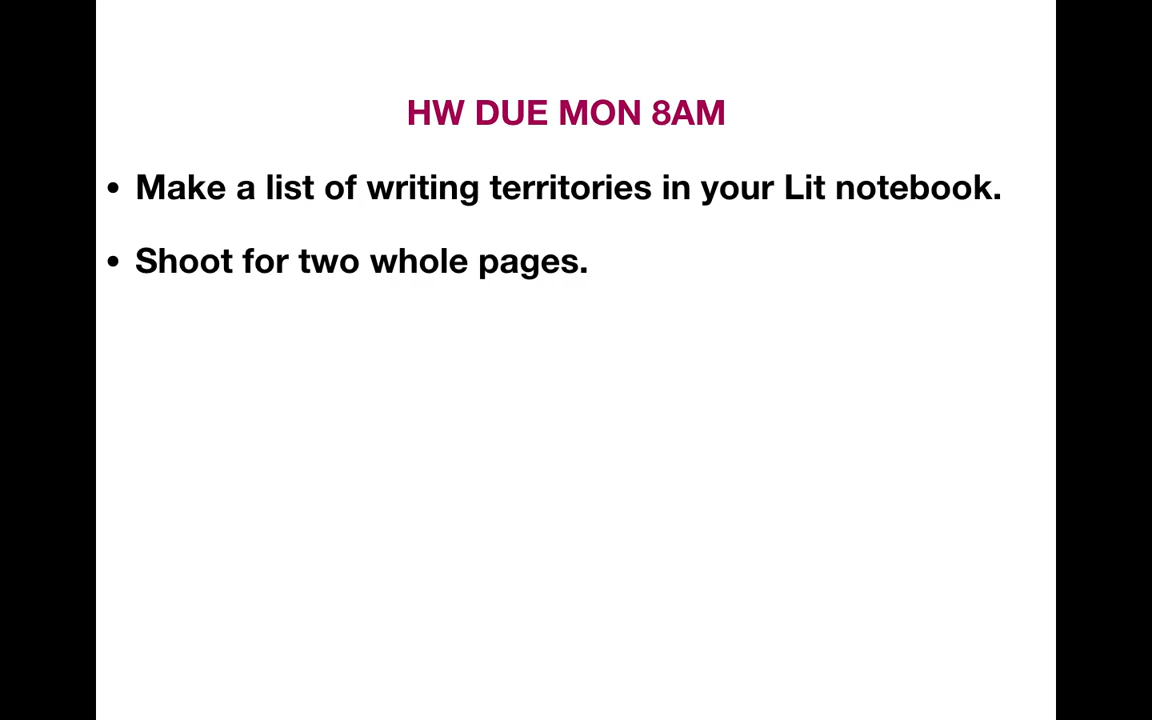 HW DUE MON 8AM
• Make a list of writing territories in your Lit notebook.
• Shoot for two whole pages.